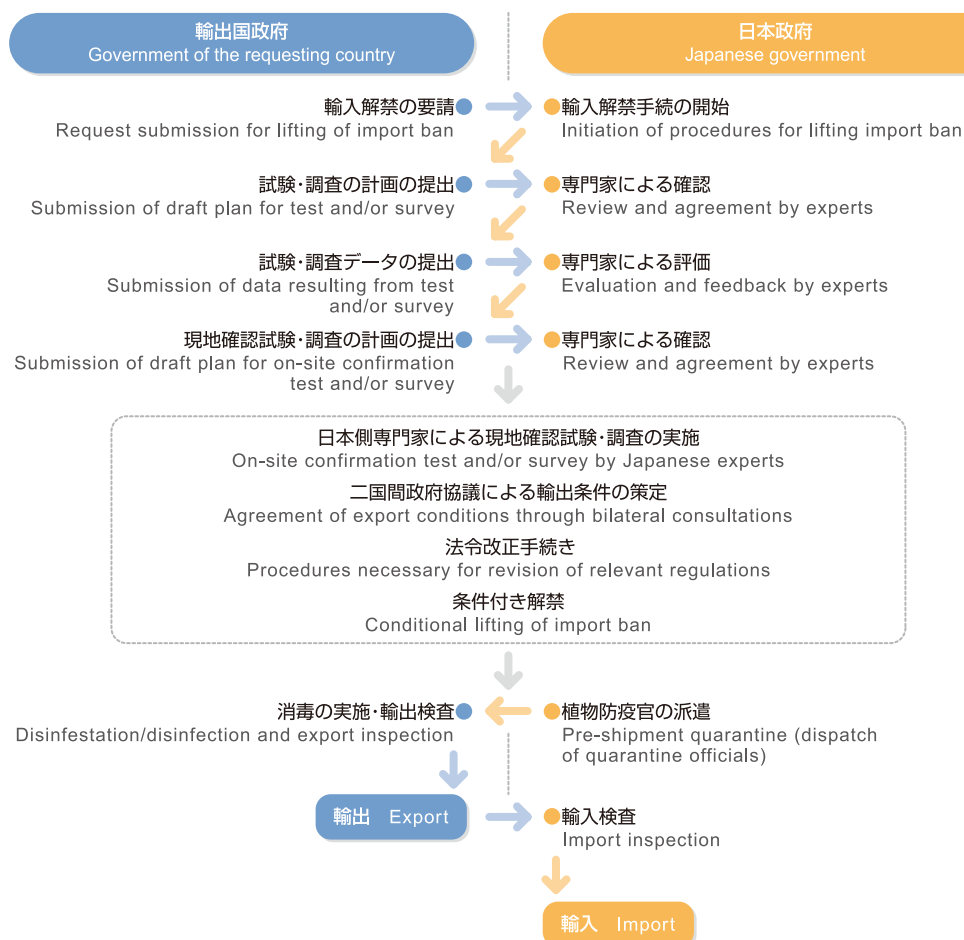 輸出国政府
Government of the requesting country
日本政府
Japanese government
輸入解禁の要請
Request submission for lifting of import ban
輸入解禁手続の開始
Initiation of procedures for lifting import ban
試験・調査の計画の提出
Submission of draft plan for test and/or survey
専門家による確認
Review and agreement by experts
試験・調査データの提出
Submission of data resulting from test
and/or survey
専門家による評価
Evaluation and feedback by experts
現地確認試験・調査の計画の提出
Submission of draft plan for on-site confirmation
test and/or survey
専門家による確認
Review and agreement by experts
日本側専門家による現地確認試験・調査の実施
On-site confirmation test and/or survey by Japanese experts
二国間政府協議による輸出条件の策定
Agreement of export conditions through bilateral consultations
法令改正手続き
Procedures necessary for revision of relevant regulations
条件付き解禁
Conditional lifting of import ban
消毒の実施・輸出検査
Disinfestation/disinfection and export inspection
植物防疫官の派遣
Pre-shipment quarantine (dispatch
of quarantine officials)
輸出 Export
輸入検査
Import inspection
輸入 Import